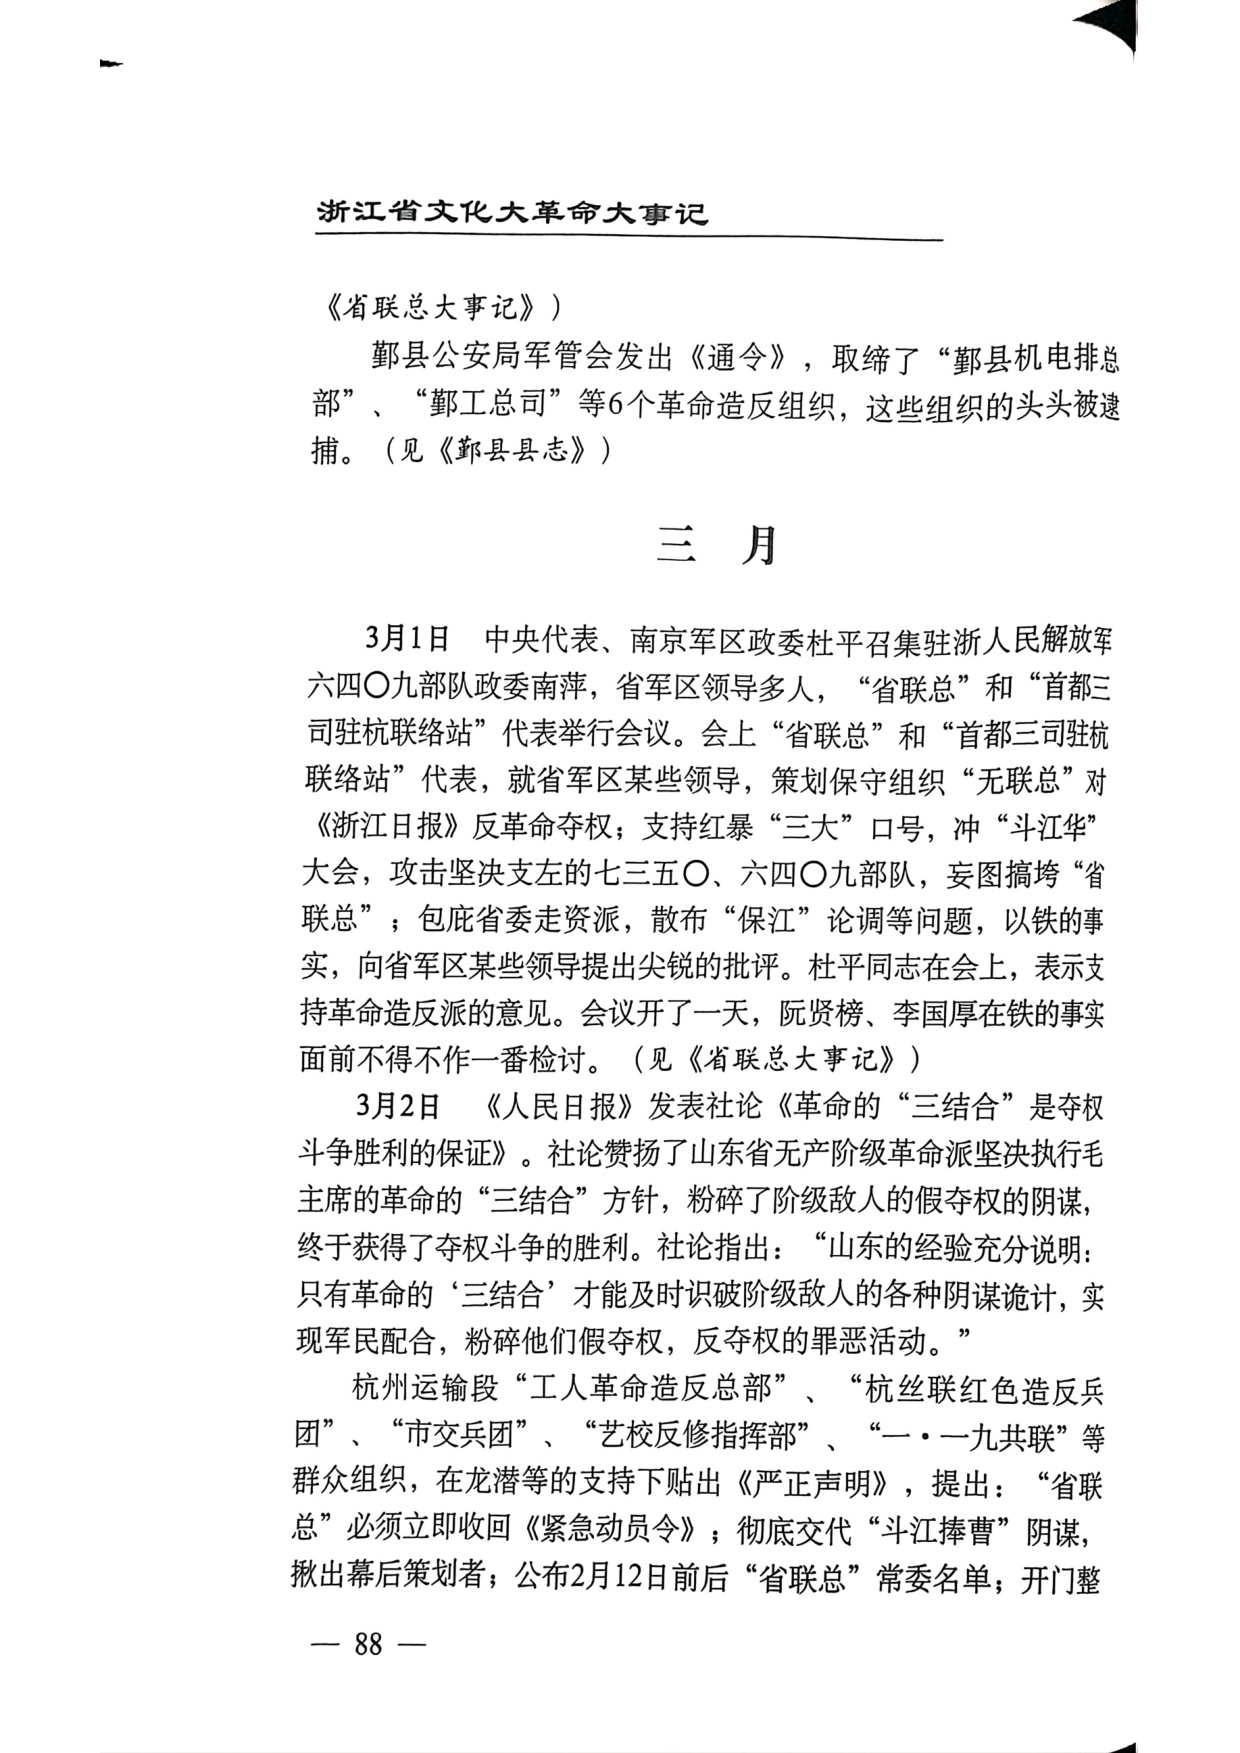 浙江省文化大革命大事记
《省联总大事记》）
鄞县公安局军管会发出《通令》，取缔了“鄞县机电排总
部”、“鄞工总司”等6个革命造反组织，这些组织的头头被逮
捕。（见《鄞县县志》）
三 月
3月1日 中央代表、南京军区政委杜平召集驻浙人民解放军
六四〇九部队政委南萍，省军区领导多人，“省联总”和“首都三
司驻杭联络站”代表举行会议。会上“省联总”和“首都三司驻杭
联络站”代表，就省军区某些领导，策划保守组织“无联总”对
《浙江日报》反革命夺权；支持红暴“三大”口号，冲“斗江华”
大会，攻击坚决支左的七三五〇、六四〇九部队，妄图搞垮“省
联总”；包庇省委走资派，散布“保江”论调等问题，以铁的事
实，向省军区某些领导提出尖锐的批评。杜平同志在会上，表示支
持革命造反派的意见。会议开了一天，阮贤榜、李国厚在铁的事实
面前不得不作一番检讨。（见《省联总大事记》）
3月2日 《人民日报》发表社论《革命的“三结合”是夺权
斗争胜利的保证》。社论赞扬了山东省无产阶级革命派坚决执行毛
主席的革命的“三结合”方针，粉碎了阶级敌人的假夺权的阴谋，
终于获得了夺权斗争的胜利。社论指出：“山东的经验充分说明：
只有革命的‘三结合’才能及时识破阶级敌人的各种阴谋诡计，实
现军民配合，粉碎他们假夺权，反夺权的罪恶活动。”
杭州运输段“工人革命造反总部”、“杭丝联红色造反兵
团”、“市交兵团”、“艺校反修指挥部”、“一·一九共联”等
群众组织，在龙潜等的支持下贴出《严正声明》，提出：“省联
总”必须立即收回《紧急动员令》；彻底交代“斗江捧曹”阴谋，
揪出幕后策划者；公布2月12日前后“省联总”常委名单；开门整
— 88 —